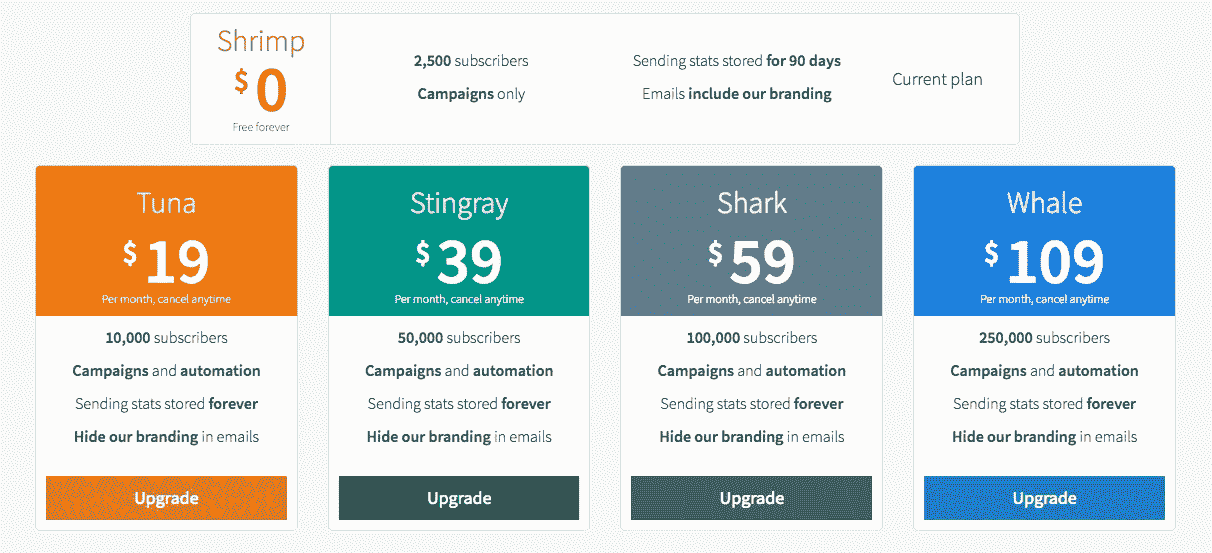 Shrimp
$ 0
Free forever
2,500 subscribers
Campaigns only
Sending stats stored for 90 days
Emails include our branding
Current plan
Tuna
$ 19
Per month, cancel anytime
10,000 subscribers
Campaigns and automation
Sending stats stored forever
Hide our branding in emails
Upgrade
Stingray
$ 39
Per month, cancel anytime
50,000 subscribers
Campaigns and automation
Sending stats stored forever
Hide our branding in emails
Upgrade
Shark
$ 59
Per month, cancel anytime
100,000 subscribers
Campaigns and automation
Sending stats stored forever
Hide our branding in emails
Upgrade
Whale
$ 109
Per month, cancel anytime
250,000 subscribers
Campaigns and automation
Sending stats stored forever
Hide our branding in emails
Upgrade